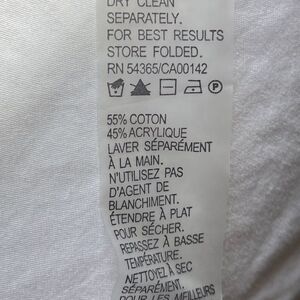 DRY CLEAN
SEPARATELY.
FOR BEST RESULTS
STORE FOLDED.
RN 54365/CA00142
P
55% COTON
45% ACRYLIQUE
LAVER SÉPARÉMENT
À LA MAIN.
N'UTILISEZ PAS
D'AGENT DE
BLANCHIMENT.
ÉTENDRE À PLAT
POUR SÉCHER.
REPASSEZ À BASSE
TEMPÉRATURE.
NETTOYEZ À SEC
SÉPARÉMENT.
POUR LES MEILLEURS